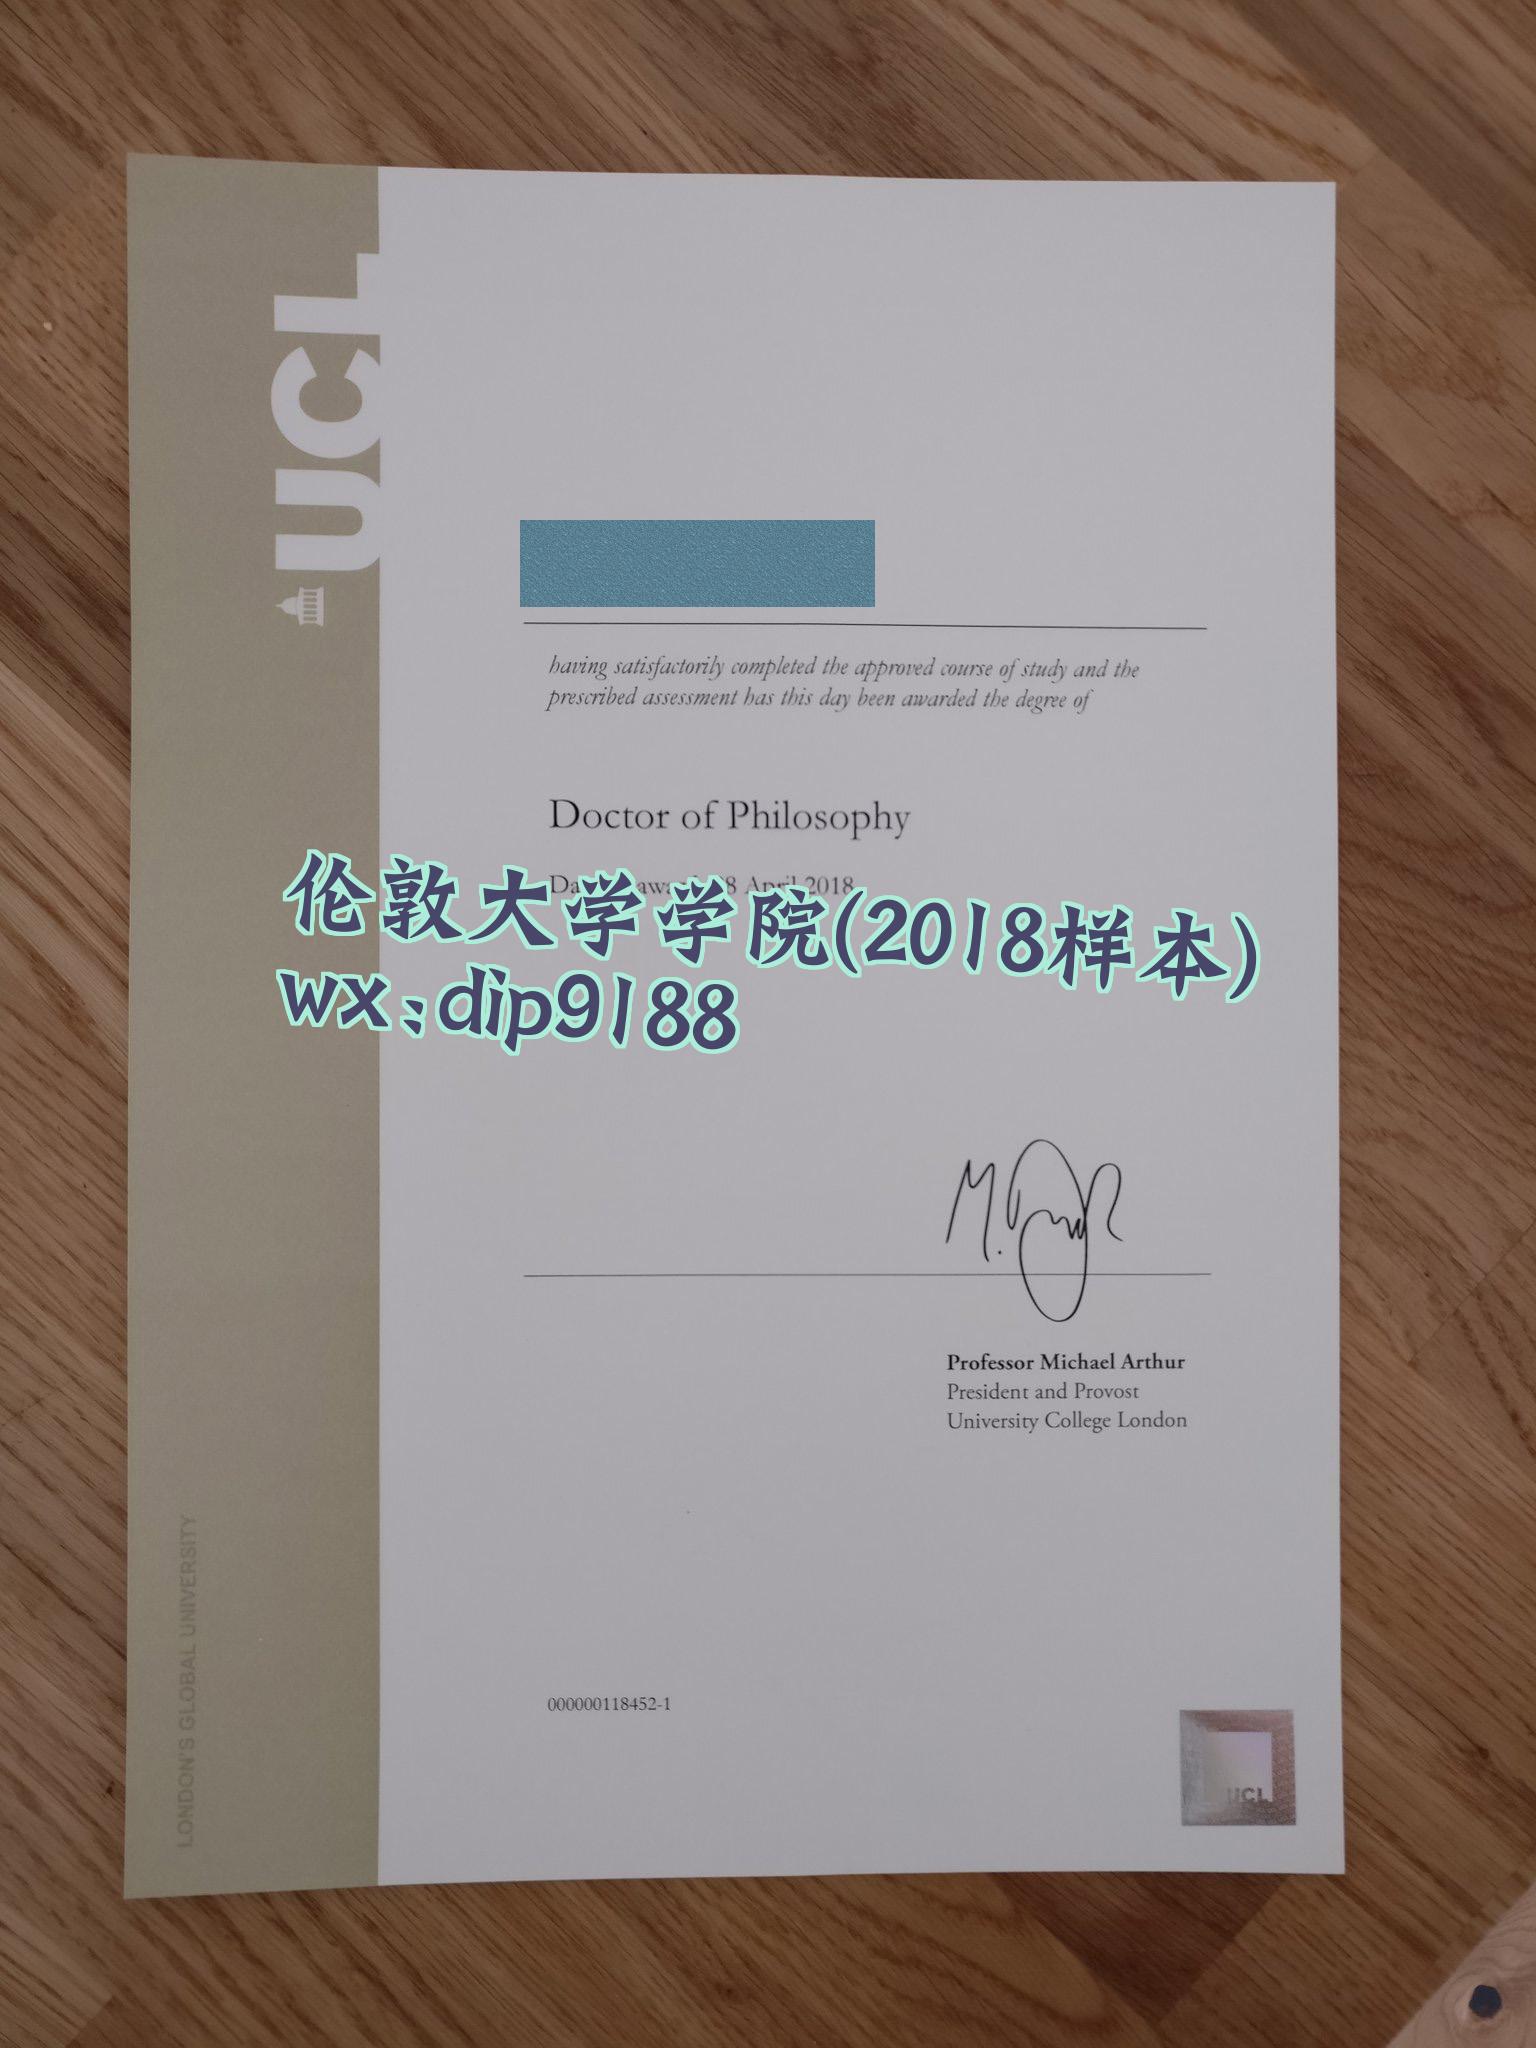 UCL
having satisfactorily completed the approved course of study and the
prescribed assessment has this day been awarded the degree of
Doctor of Philosophy
April 2018
伦敦大学学院(2018样本)
wx:dip9188
Professor Michael Arthur
President and Provost
University College London
LONDON'S GLOBAL UNIVERSITY
000000118452-1
UCL